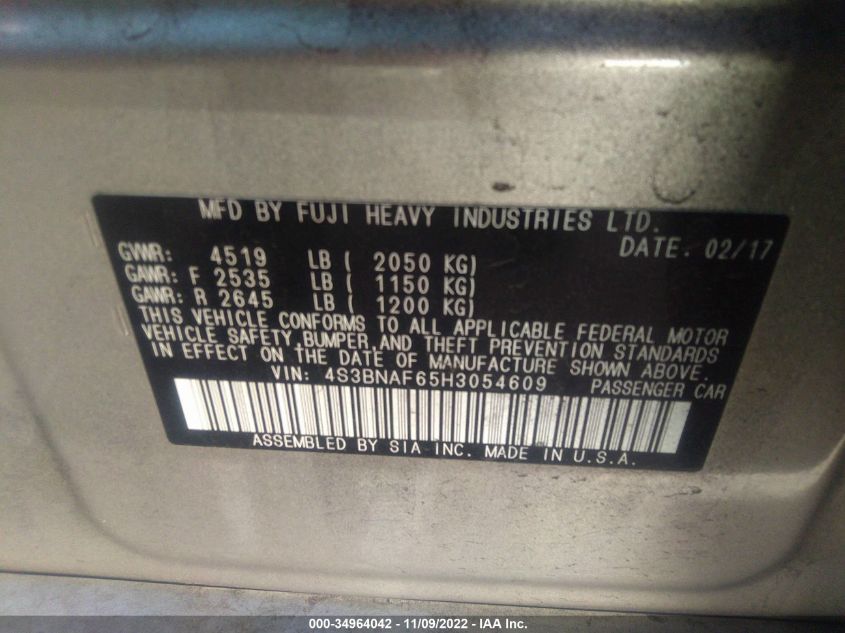 MFD BY FUJI HEAVY INDUSTRIES LTD.
DATE. 02/17
GVWR: 4519 LB ( 2050 KG)
GAWR: F 2535 LB ( 1150 KG)
GAWR: R 2645 LB ( 1200 KG)
THIS VEHICLE CONFORMS TO ALL APPLICABLE FEDERAL MOTOR
VEHICLE SAFETY, BUMPER, AND THEFT PREVENTION STANDARDS
IN EFFECT ON THE DATE OF MANUFACTURE SHOWN ABOVE.
VIN: 4S3BNAF65H3054609 PASSENGER CAR
ASSEMBLED BY SIA INC. MADE IN U.S.A.
000-34964042 - 11/09/2022 - IAA Inc.